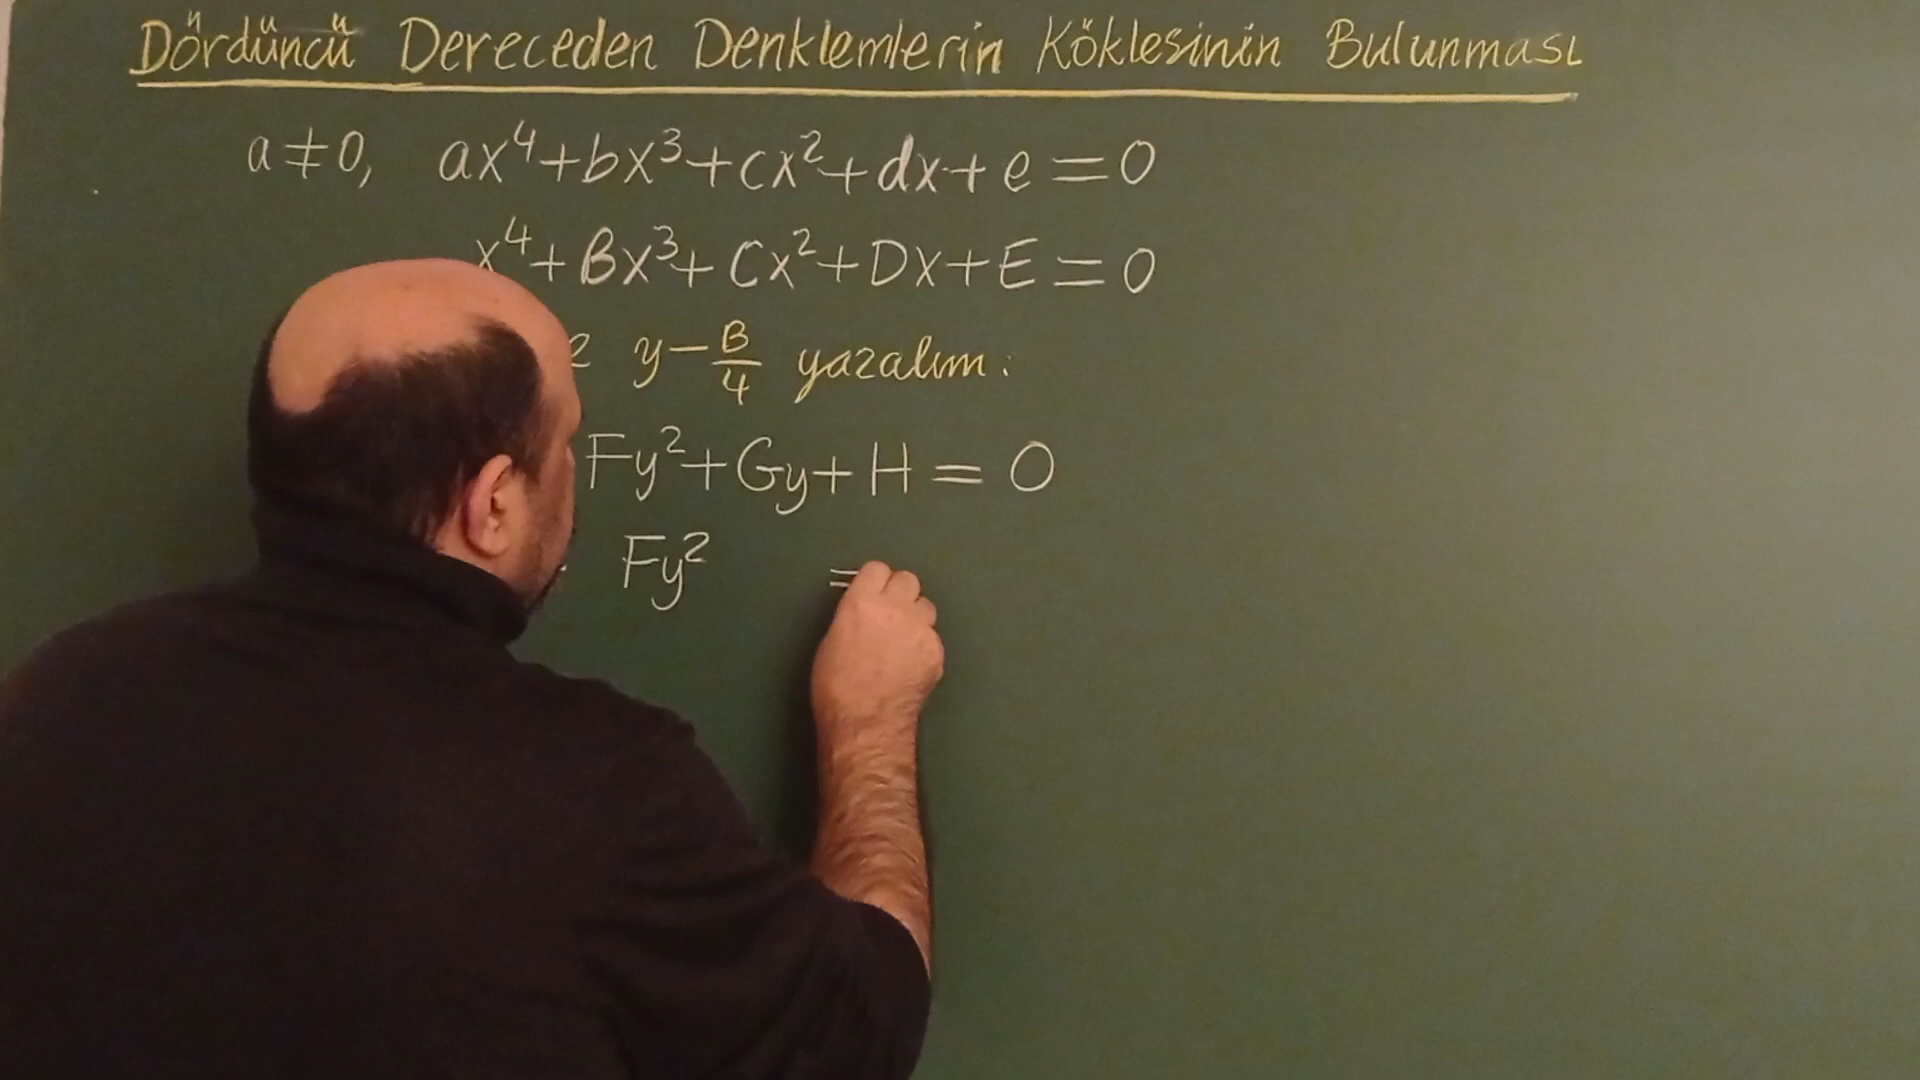 Dördüncü Dereceden Denklemlerin Köklesinin Bulunması
a≠0, ax⁴+bx³+cx²+dx+e=0
x⁴+Bx³+Cx²+Dx+E=0
y-B/4 yazalım:
Fy²+Gy+H=0
Fy² =